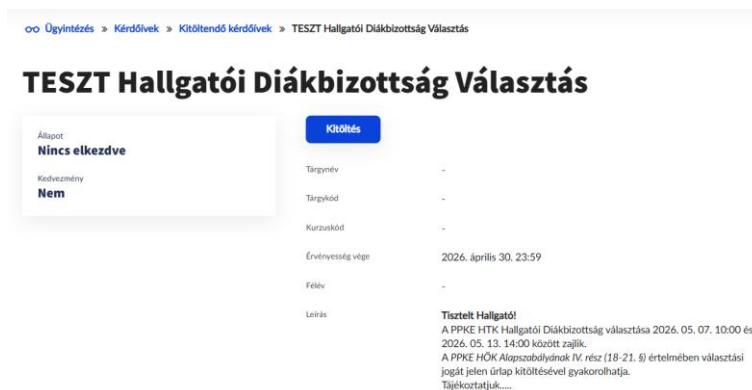 Ügyintézés » Kérdőívek » Kitöltendő kérdőívek » TESZT Hallgatói Diákbizottság Választás
TESZT Hallgatói Diákbizottság Választás
Állapot
Nincs elkezdve
Kedvezmény
Nem
Kitöltés
Tárgynév -
Tárgykód -
Kurzuskód -
Érvényesség vége 2026. április 30. 23:59
Félév -
Leírás Tisztelt Hallgató!
A PPKE HTK Hallgatói Diákbizottság választása 2026. 05. 07. 10:00 és
2026. 05. 13. 14:00 között zajlik.
A PPKE HÖK Alapszabályának IV. rész (18-21. §) értelmében választási
jogát jelen űrlap kitöltésével gyakorolhatja.
Tájékoztatjuk.....